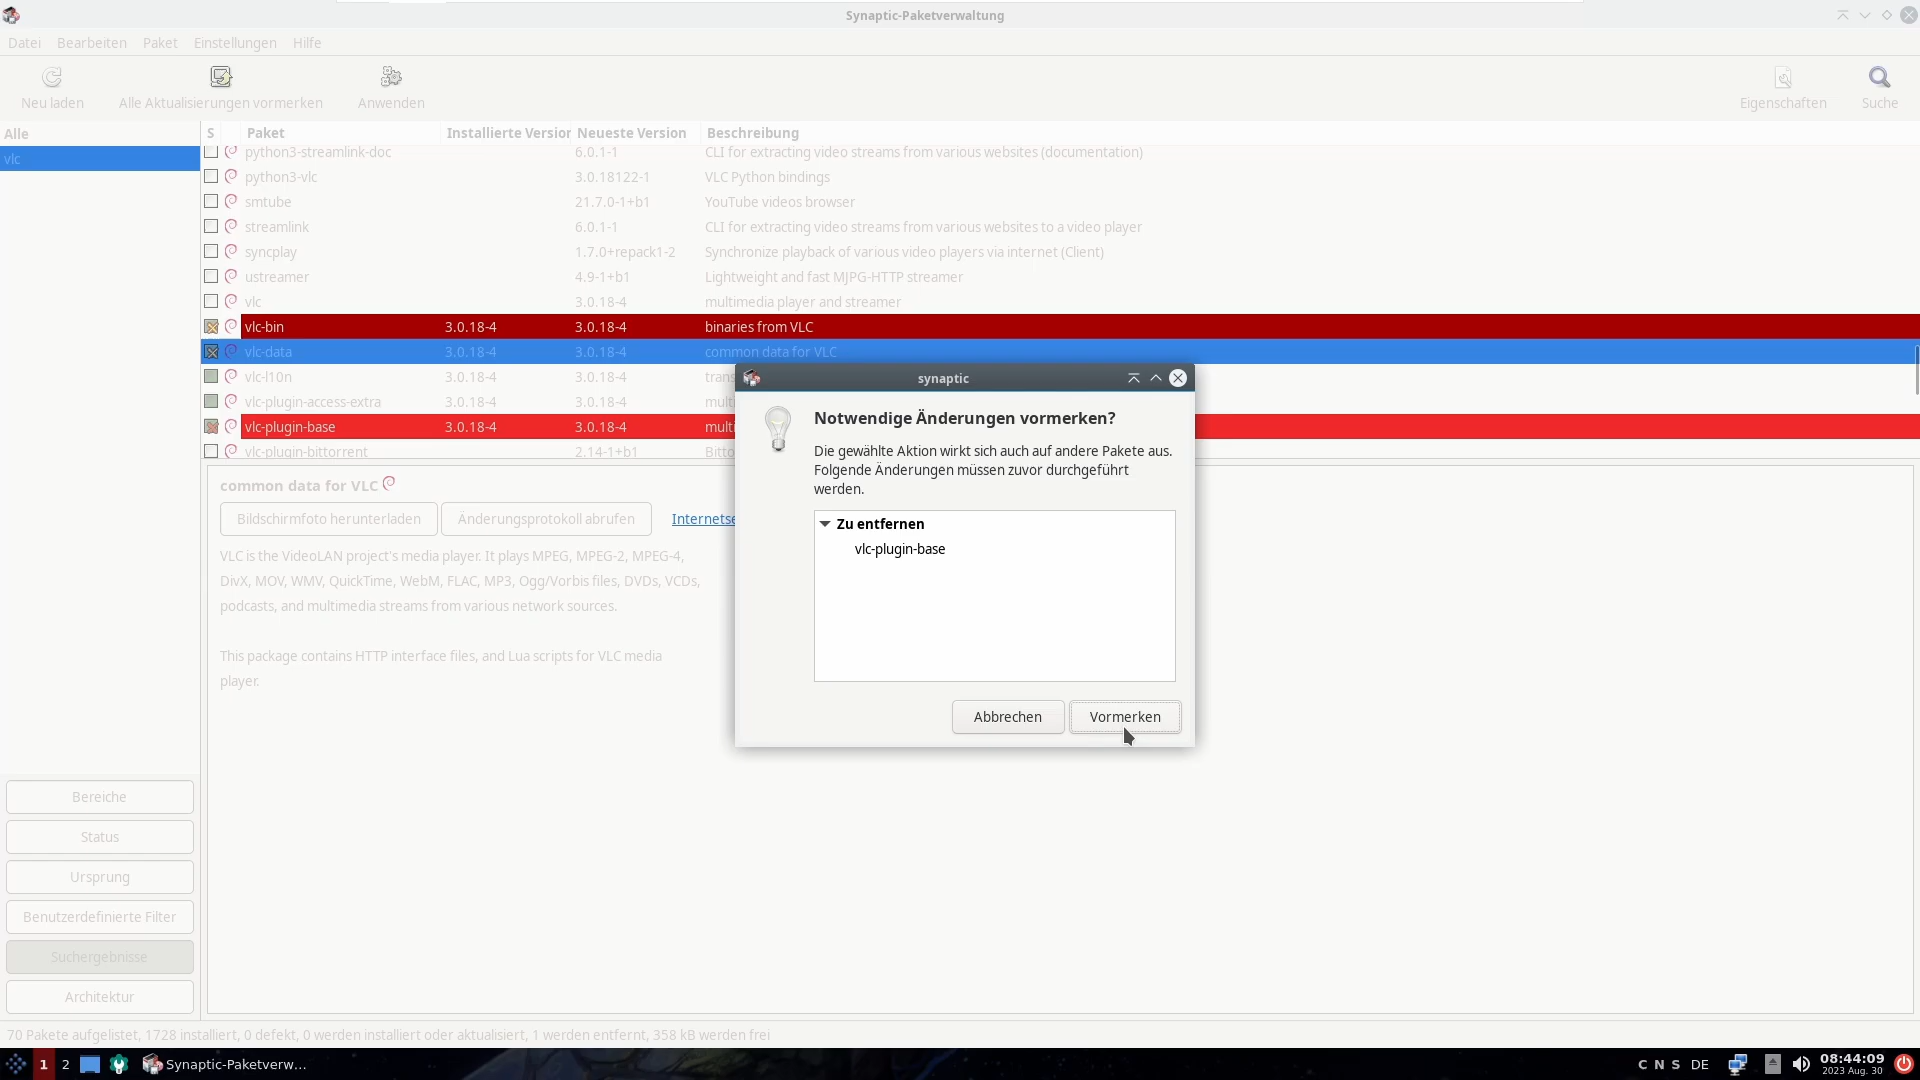 Synaptic-Paketverwaltung
Datei Bearbeiten Paket Einstellungen Hilfe
Neu laden Alle Aktualisierungen vormerken Anwenden Eigenschaften Suche
Alle
vlc
S Paket Installierte Version Neueste Version Beschreibung
python3-streamlink-doc 6.0.1-1 CLI for extracting video streams from various websites (documentation)
python3-vlc 3.0.18122-1 VLC Python bindings
smtube 21.7.0-1+b1 YouTube videos browser
streamlink 6.0.1-1 CLI for extracting video streams from various websites to a video player
syncplay 1.7.0+repack1-2 Synchronize playback of various video players via internet (Client)
ustreamer 4.9-1+b1 Lightweight and fast MJPG-HTTP streamer
vlc 3.0.18-4 multimedia player and streamer
vlc-bin 3.0.18-4 3.0.18-4 binaries from VLC
vlc-data 3.0.18-4 3.0.18-4 common data for VLC
vlc-l10n 3.0.18-4 3.0.18-4 trans
vlc-plugin-access-extra 3.0.18-4 3.0.18-4 mult
vlc-plugin-base 3.0.18-4 3.0.18-4 multi
vlc-plugin-bittorrent 2.14-1+b1 Bitto
synaptic
Notwendige Änderungen vormerken?
Die gewählte Aktion wirkt sich auch auf andere Pakete aus.
Folgende Änderungen müssen zuvor durchgeführt
werden.
Zu entfernen
vlc-plugin-base
Abbrechen Vormerken
common data for VLC
Bildschirmfoto herunterladen Änderungsprotokoll abrufen Internetse
VLC is the VideoLAN project's media player. It plays MPEG, MPEG-2, MPEG-4,
DivX, MOV, WMV, QuickTime, WebM, FLAC, MP3, Ogg/Vorbis files, DVDs, VCDs,
podcasts, and multimedia streams from various network sources.
This package contains HTTP interface files, and Lua scripts for VLC media
player.
Bereiche
Status
Ursprung
Benutzerdefinierte Filter
Suchergebnisse
Architektur
70 Pakete aufgelistet, 1728 installiert, 0 defekt, 0 werden installiert oder aktualisiert, 1 werden entfernt, 358 kB werden frei
1 2 Synaptic-Paketverw... C N S DE 08:44:09
2023 Aug. 30